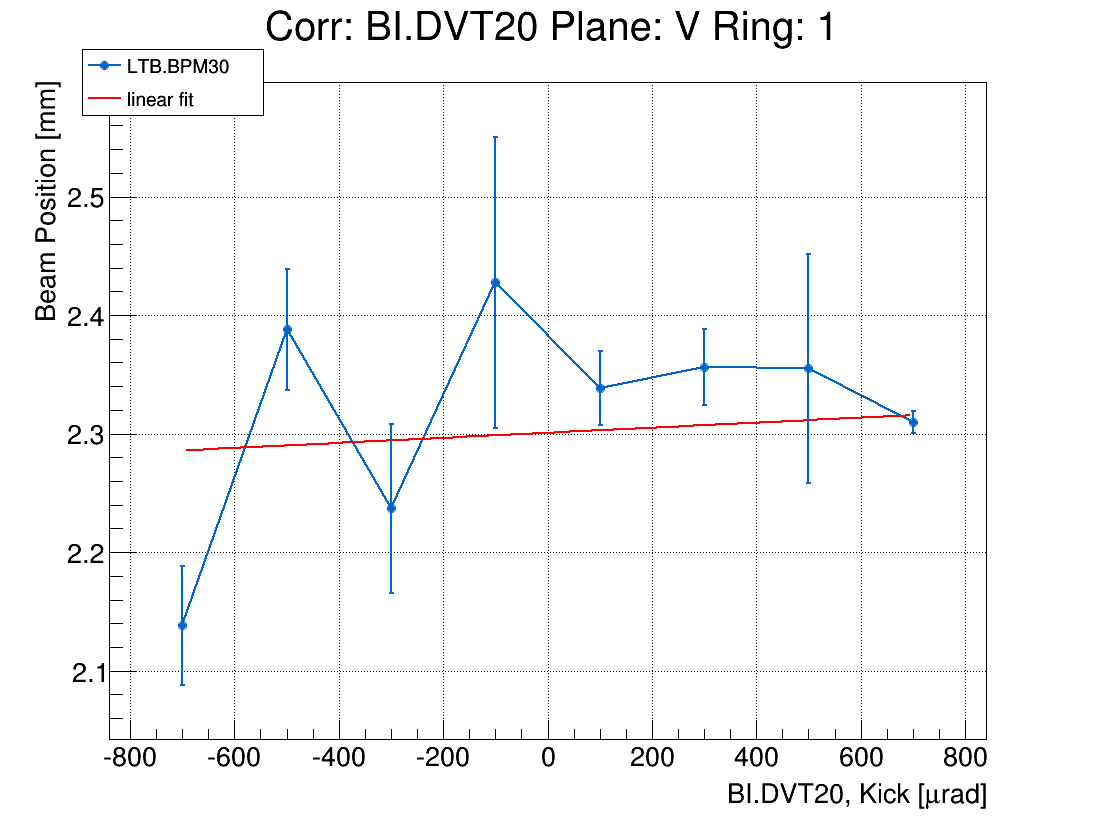 Corr: BI.DVT20 Plane: V Ring: 1
LTB.BPM30
linear fit
Beam Position [mm]
2.5
2.4
2.3
2.2
2.1
-800 -600 -400 -200 0 200 400 600 800
BI.DVT20, Kick [μrad]